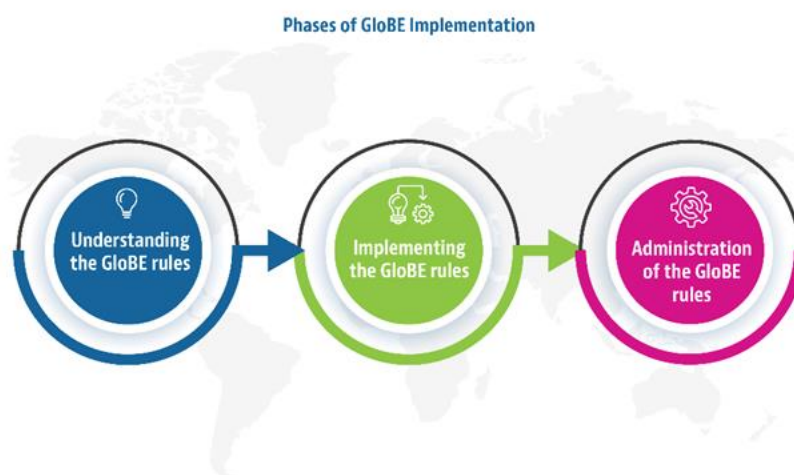 Phases of GloBE Implementation
Understanding
the GloBE rules
Implementing
the GloBE rules
Administration
of the GloBE
rules